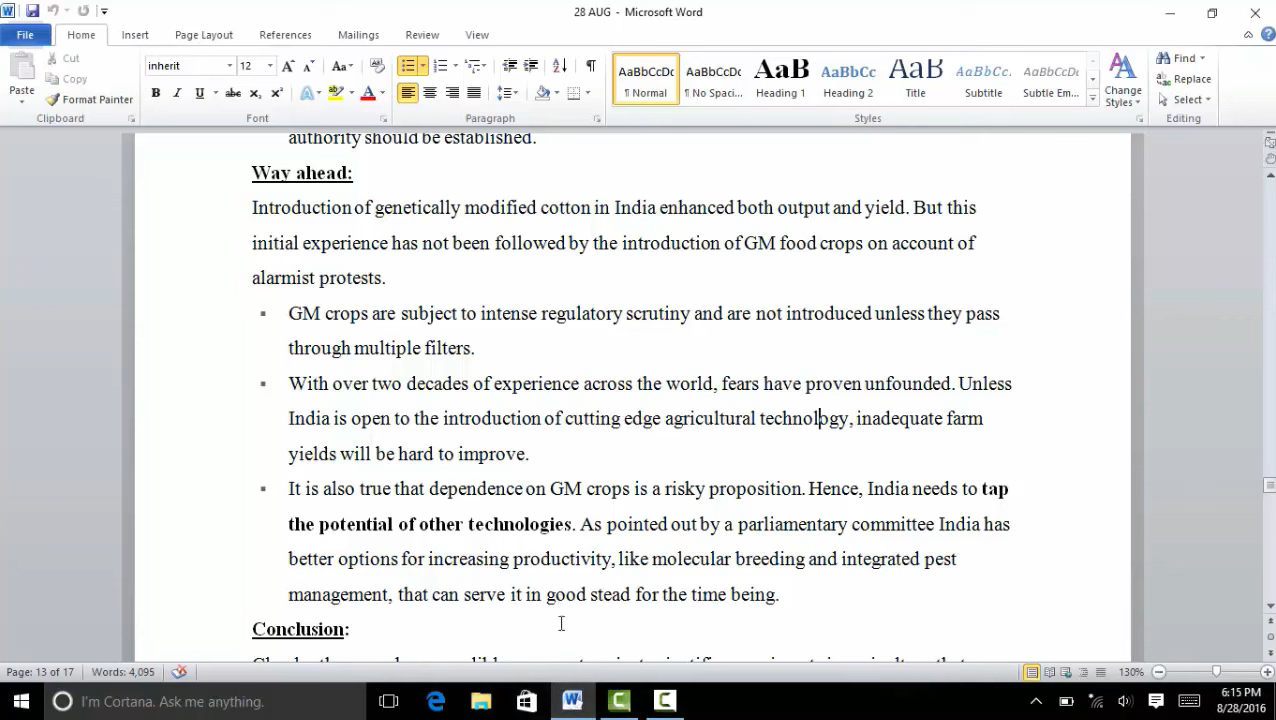 28 AUG - Microsoft Word
File Home Insert Page Layout References Mailings Review View
Cut
Copy
Format Painter
Paste
Clipboard
inherit 12
Font
Paragraph
AaBbCcDc AaBbCcDc AaB AaBbCc AaB AaBbCcDc AaBbCcDc
¶ Normal ¶ No Spaci... Heading 1 Heading 2 Title Subtitle Subtle Em...
Styles
Change Styles
Find
Replace
Select
Editing
authority should be established.
Way ahead:
Introduction of genetically modified cotton in India enhanced both output and yield. But this
initial experience has not been followed by the introduction of GM food crops on account of
alarmist protests.
▪ GM crops are subject to intense regulatory scrutiny and are not introduced unless they pass
through multiple filters.
▪ With over two decades of experience across the world, fears have proven unfounded. Unless
India is open to the introduction of cutting edge agricultural technology, inadequate farm
yields will be hard to improve.
▪ It is also true that dependence on GM crops is a risky proposition. Hence, India needs to tap
the potential of other technologies. As pointed out by a parliamentary committee India has
better options for increasing productivity, like molecular breeding and integrated pest
management, that can serve it in good stead for the time being.
Conclusion:
Page: 13 of 17 Words: 4,095 130%
I'm Cortana. Ask me anything.
6:15 PM
8/28/2016